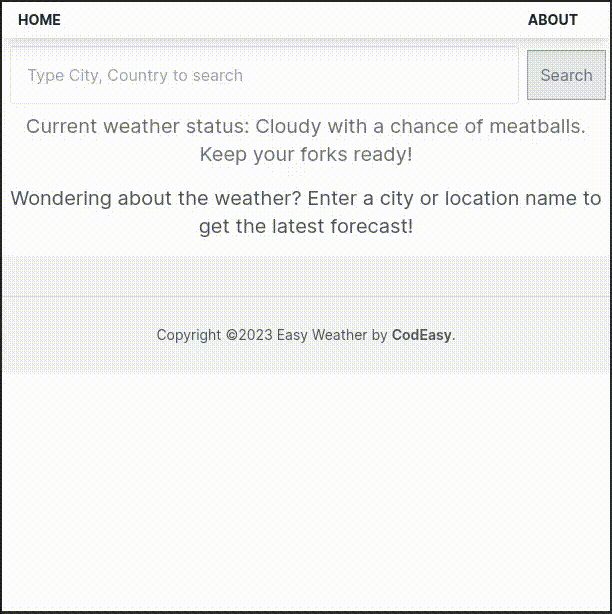 HOME ABOUT
Type City, Country to search Search
Current weather status: Cloudy with a chance of meatballs.
Keep your forks ready!
Wondering about the weather? Enter a city or location name to
get the latest forecast!
Copyright ©2023 Easy Weather by CodEasy.